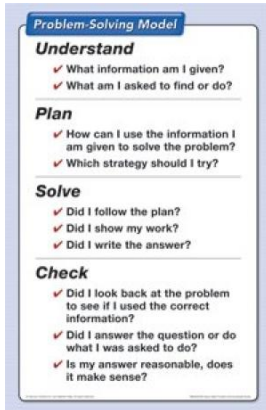 Problem-Solving Model
Understand
✔ What information am I given?
✔ What am I asked to find or do?
Plan
✔ How can I use the information I
am given to solve the problem?
✔ Which strategy should I try?
Solve
✔ Did I follow the plan?
✔ Did I show my work?
✔ Did I write the answer?
Check
✔ Did I look back at the problem
to see if I used the correct
information?
✔ Did I answer the question or do
what I was asked to do?
✔ Is my answer reasonable, does
it make sense?